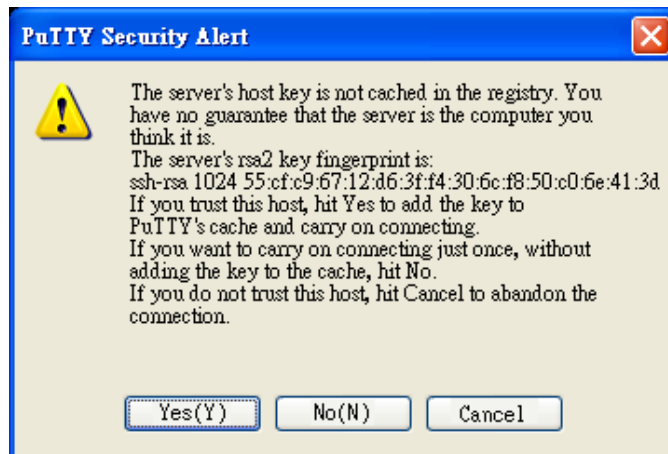 PuTTY Security Alert
The server's host key is not cached in the registry. You
have no guarantee that the server is the computer you
think it is.
The server's rsa2 key fingerprint is:
ssh-rsa 1024 55:cf:c9:67:12:d6:3f:f4:30:6c:f8:50:c0:6e:41:3d
If you trust this host, hit Yes to add the key to
PuTTY's cache and carry on connecting.
If you want to carry on connecting just once, without
adding the key to the cache, hit No.
If you do not trust this host, hit Cancel to abandon the
connection.
Yes(Y) No(N) Cancel